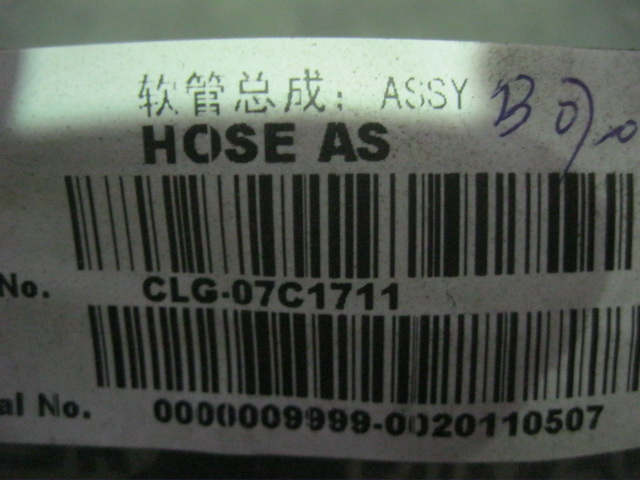 软管总成: ASSY
HOSE AS
No. CLG-07C1711
al No. 0000009999-0020110507